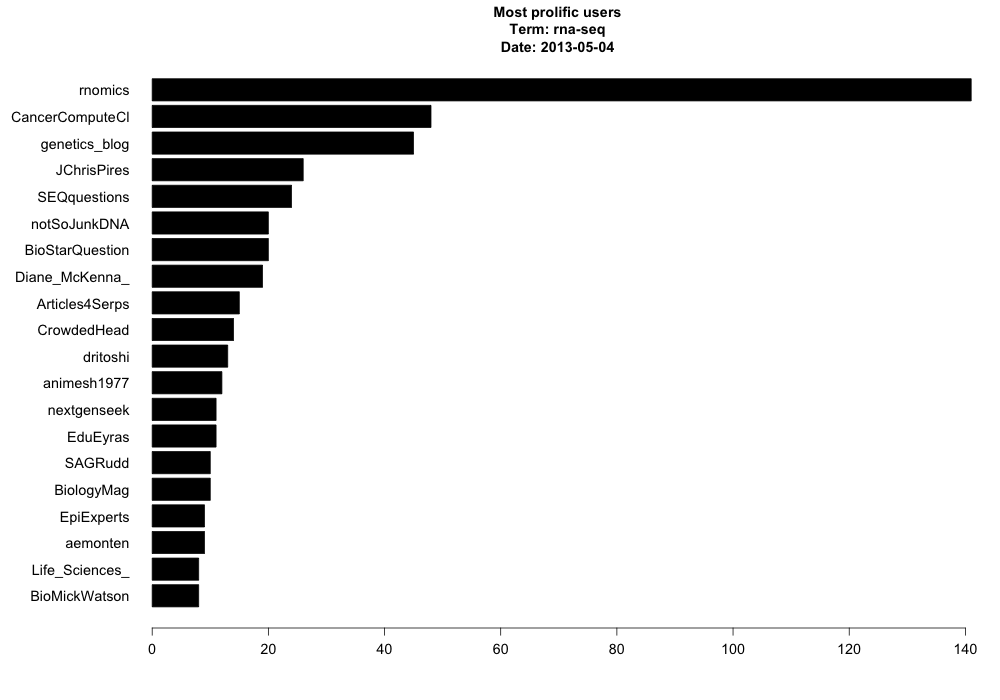 Most prolific users
Term: rna-seq
Date: 2013-05-04
rnomics
CancerComputeCl
genetics_blog
JChrisPires
SEQquestions
notSoJunkDNA
BioStarQuestion
Diane_McKenna_
Articles4Serps
CrowdedHead
dritoshi
animesh1977
nextgenseek
EduEyras
SAGRudd
BiologyMag
EpiExperts
aemonten
Life_Sciences_
BioMickWatson
0 20 40 60 80 100 120 140